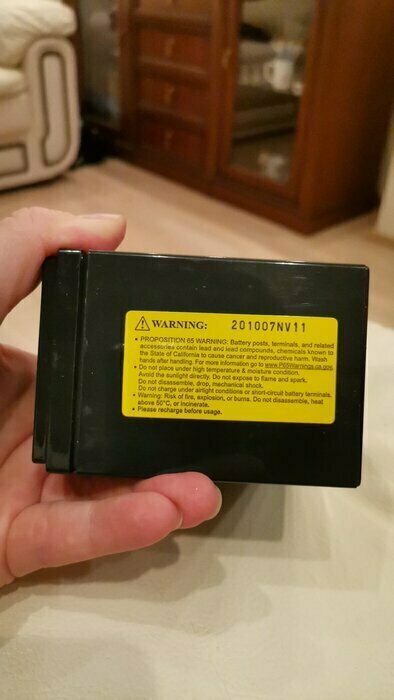 WARNING: 201007NV11
• PROPOSITION 65 WARNING: Battery posts, terminals, and related
accessories contain lead and lead compounds, chemicals known to
the State of California to cause cancer and reproductive harm. Wash
hands after handling. For more information go to www.P65Warnings.ca.gov.
• Do not place under high temperature & moisture condition.
Avoid the sunlight directly. Do not expose to flame and spark.
Do not disassemble, drop, mechanical shock.
Do not charge under airtight conditions or short-circuit battery terminals.
• Warning: Risk of fire, explosion, or burns. Do not disassemble, heat
above 50°C, or incinerate.
• Please recharge before usage.